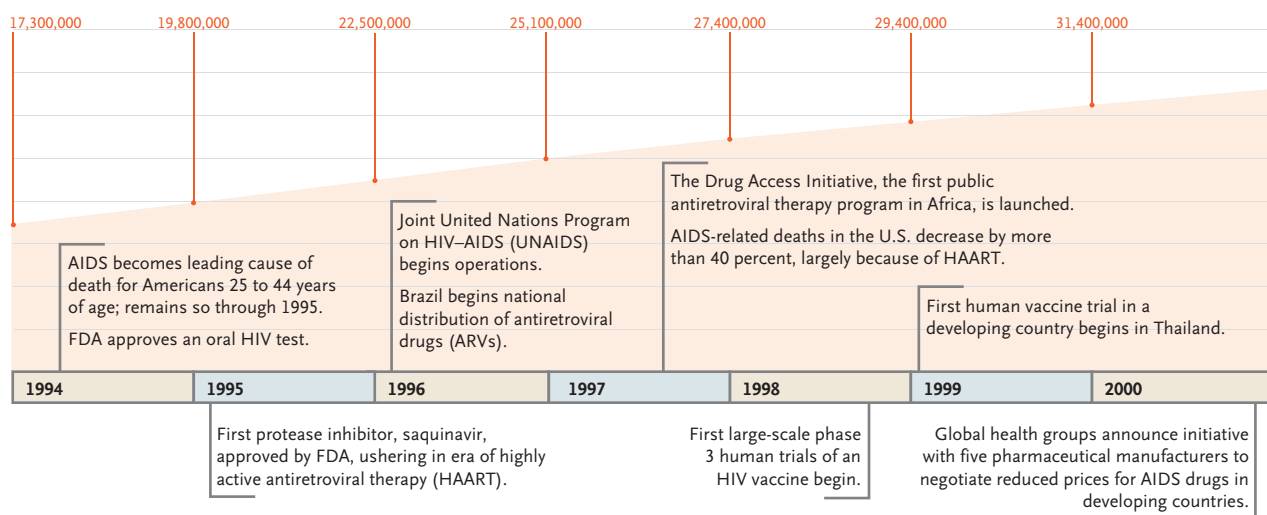 17,300,000
19,800,000
22,500,000
25,100,000
27,400,000
29,400,000
31,400,000
The Drug Access Initiative, the first public
antiretroviral therapy program in Africa, is launched.
AIDS-related deaths in the U.S. decrease by more
than 40 percent, largely because of HAART.
Joint United Nations Program
on HIV–AIDS (UNAIDS)
begins operations.
Brazil begins national
distribution of antiretroviral
drugs (ARVs).
AIDS becomes leading cause of
death for Americans 25 to 44 years
of age; remains so through 1995.
FDA approves an oral HIV test.
First human vaccine trial in a
developing country begins in Thailand.
1994
1995
1996
1997
1998
1999
2000
First protease inhibitor, saquinavir,
approved by FDA, ushering in era of highly
active antiretroviral therapy (HAART).
First large-scale phase
3 human trials of an
HIV vaccine begin.
Global health groups announce initiative
with five pharmaceutical manufacturers to
negotiate reduced prices for AIDS drugs in
developing countries.